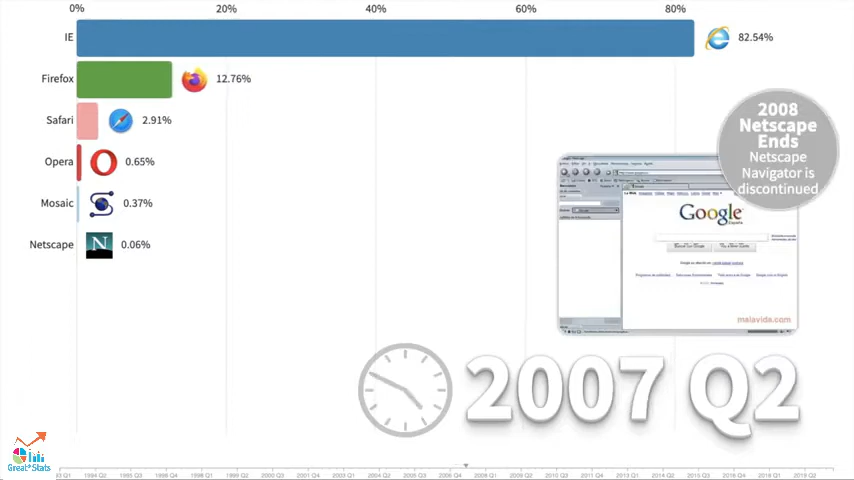 0%
20%
40%
60%
80%
IE
82.54%
Firefox
12.76%
Safari
2.91%
Opera
0.65%
Mosaic
0.37%
Netscape
N
0.06%
2008
Netscape
Ends
Netscape
Navigator is
discontinued
Google
malavida.com
2007 Q2
Great Stats
1994 Q2
1995 Q3
1996 Q4
1998 Q1
1999 Q2
2000 Q3
2001 Q4
2003 Q1
2004 Q2
2005 Q3
2006 Q4
2008 Q1
2009 Q2
2010 Q3
2011 Q4
2013 Q1
2014 Q2
2015 Q3
2016 Q4
2018 Q1
2019 Q2